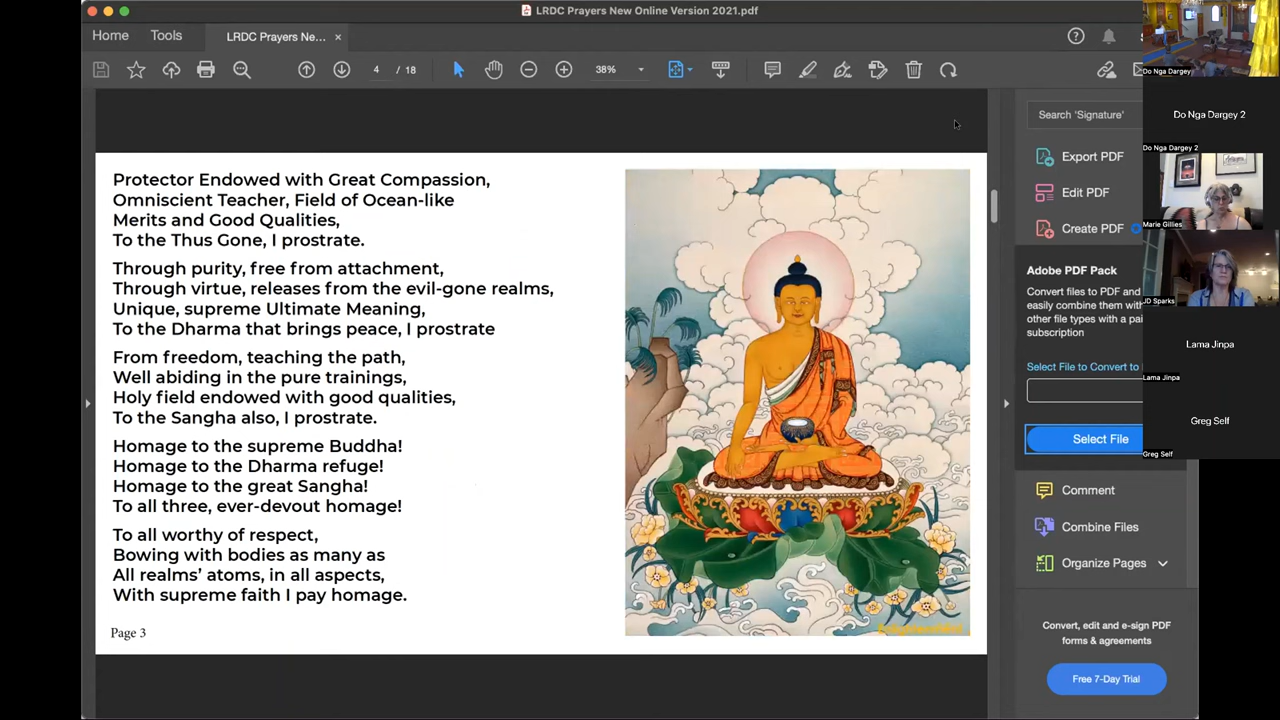 LRDC Prayers New Online Version 2021.pdf
Home
Tools
LRDC Prayers Ne...
4 / 18
38%
Protector Endowed with Great Compassion,
Omniscient Teacher, Field of Ocean-like
Merits and Good Qualities,
To the Thus Gone, I prostrate.
Through purity, free from attachment,
Through virtue, releases from the evil-gone realms,
Unique, supreme Ultimate Meaning,
To the Dharma that brings peace, I prostrate
From freedom, teaching the path,
Well abiding in the pure trainings,
Holy field endowed with good qualities,
To the Sangha also, I prostrate.
Homage to the supreme Buddha!
Homage to the Dharma refuge!
Homage to the great Sangha!
To all three, ever-devout homage!
To all worthy of respect,
Bowing with bodies as many as
All realms’ atoms, in all aspects,
With supreme faith I pay homage.
Page 3
Search 'Signature'
Export PDF
Edit PDF
Create PDF
Adobe PDF Pack
Convert files to PDF and
easily combine them with
other file types with a pai
subscription
Select File to Convert to
Select File
Comment
Combine Files
Organize Pages
Convert, edit and e-sign PDF
forms & agreements
Free 7-Day Trial
Do Nga Dargey
Do Nga Dargey 2
Do Nga Dargey 2
Marie Gillies
JD Sparks
Lama Jinpa
Lama Jinpa
Greg Self
Greg Self